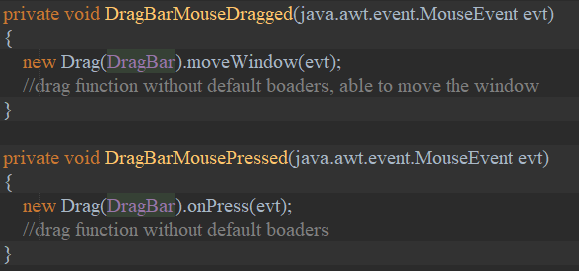 private void DragBarMouseDragged(java.awt.event.MouseEvent evt)
{
new Drag(DragBar).moveWindow(evt);
//drag function without default boaders, able to move the window
}
private void DragBarMousePressed(java.awt.event.MouseEvent evt)
{
new Drag(DragBar).onPress(evt);
//drag function without default boaders
}